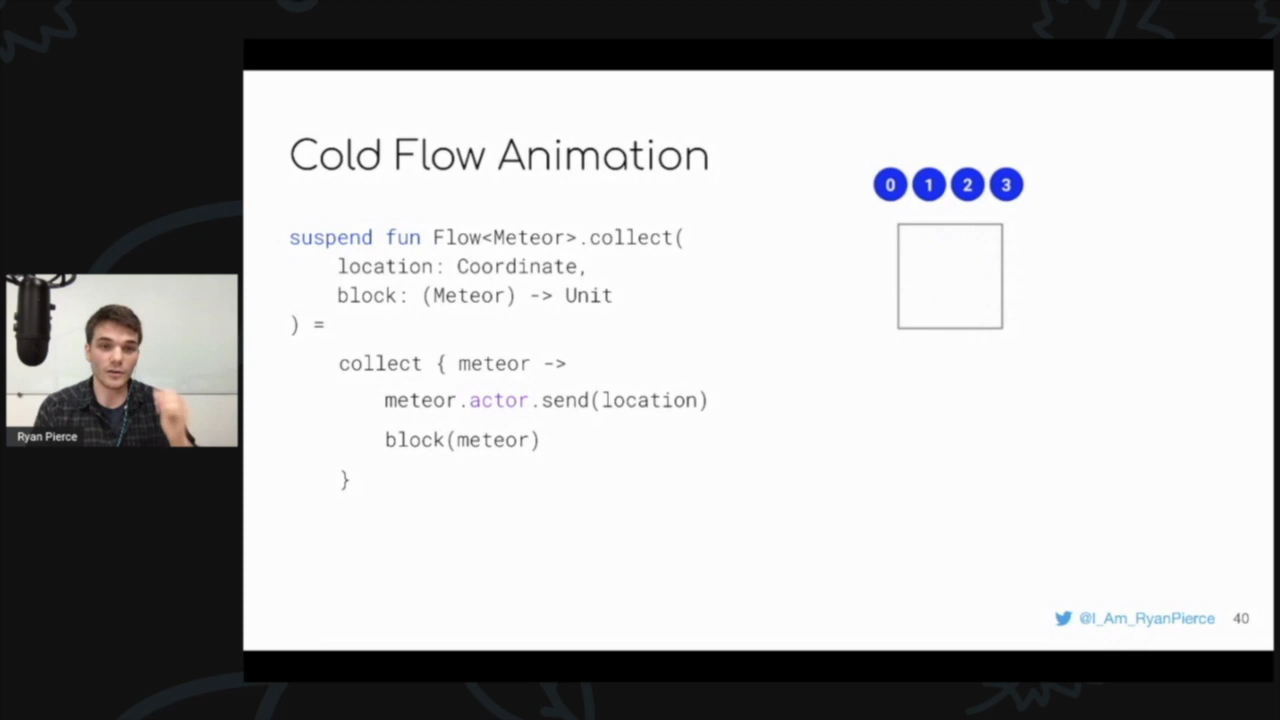 Cold Flow Animation
0 1 2 3
suspend fun Flow<Meteor>.collect(
location: Coordinate,
block: (Meteor) -> Unit
) =
collect { meteor ->
meteor.actor.send(location)
block(meteor)
}
Ryan Pierce
@I_Am_RyanPierce 40